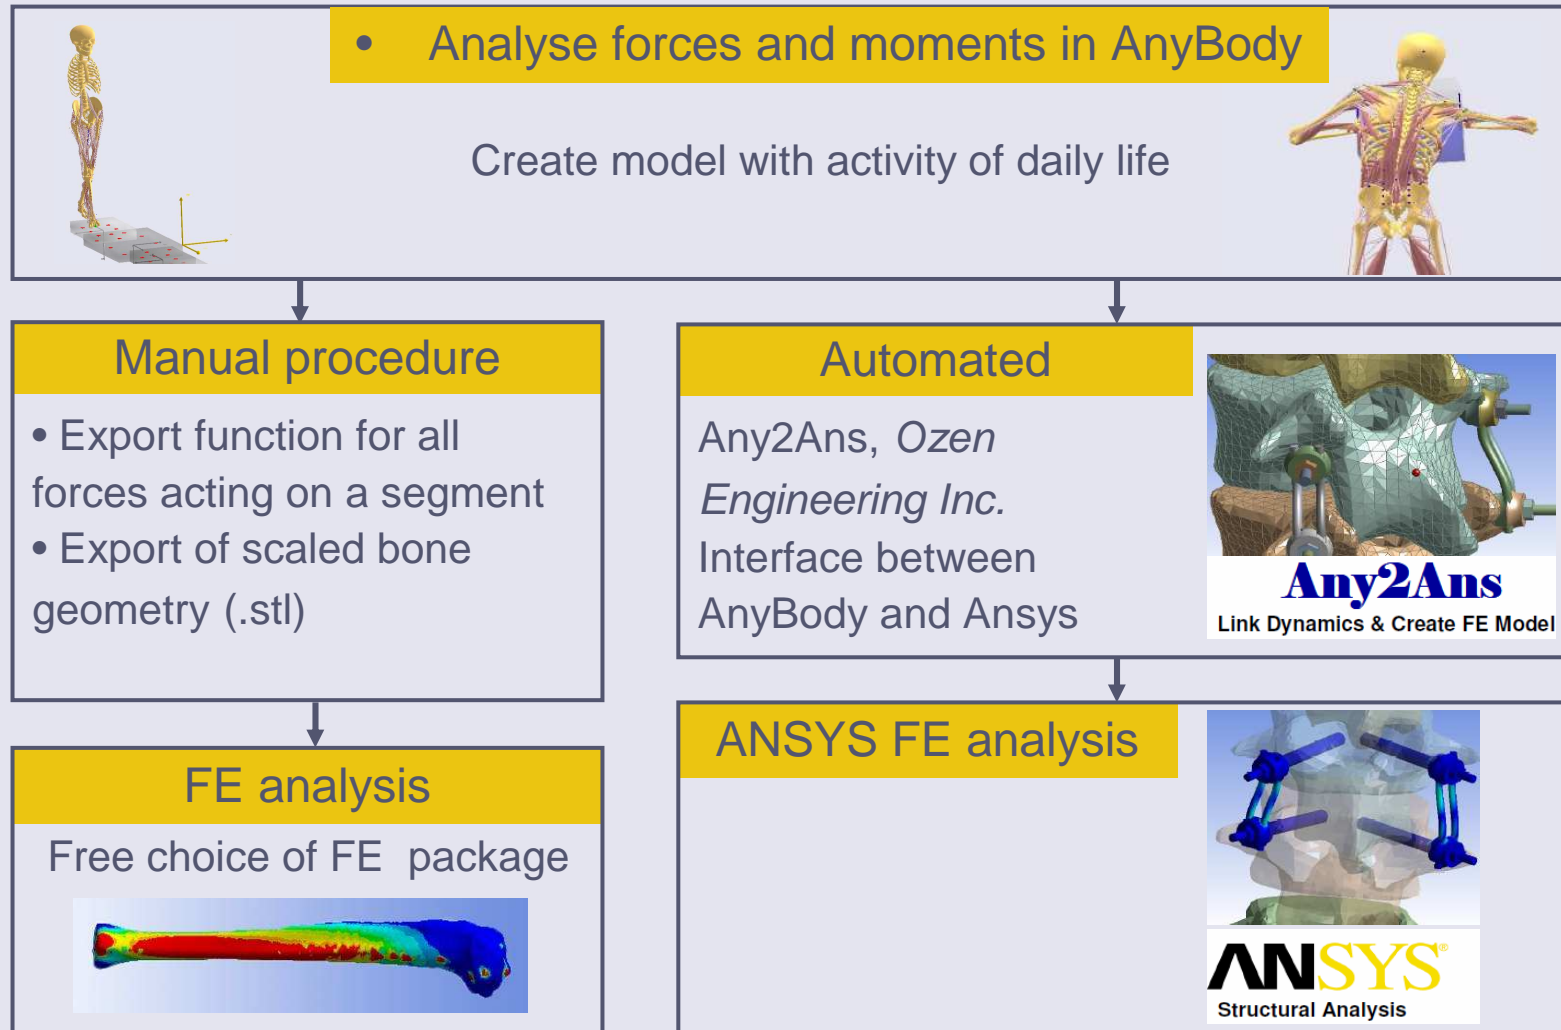 • Analyse forces and moments in AnyBody
Create model with activity of daily life
Manual procedure
• Export function for all
forces acting on a segment
• Export of scaled bone
geometry (.stl)
FE analysis
Free choice of FE package
Automated
Any2Ans, Ozen
Engineering Inc.
Interface between
AnyBody and Ansys
Any2Ans
Link Dynamics & Create FE Model
ANSYS FE analysis
ANSYS®
Structural Analysis